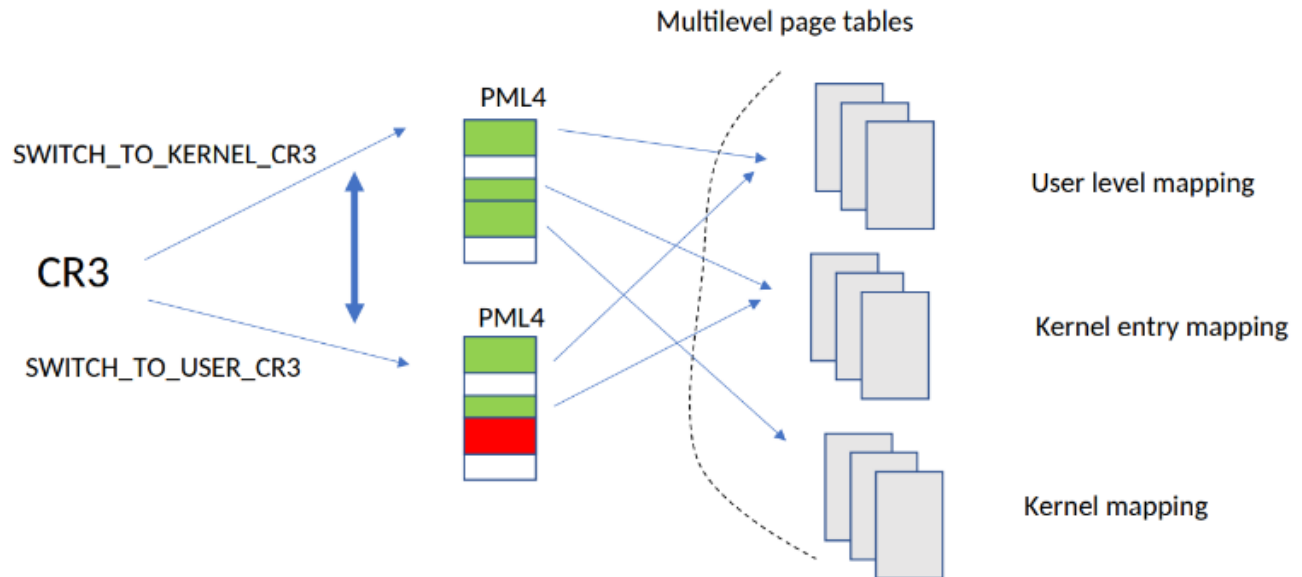 Multilevel page tables
PML4
SWITCH_TO_KERNEL_CR3
User level mapping
CR3
PML4
Kernel entry mapping
SWITCH_TO_USER_CR3
Kernel mapping